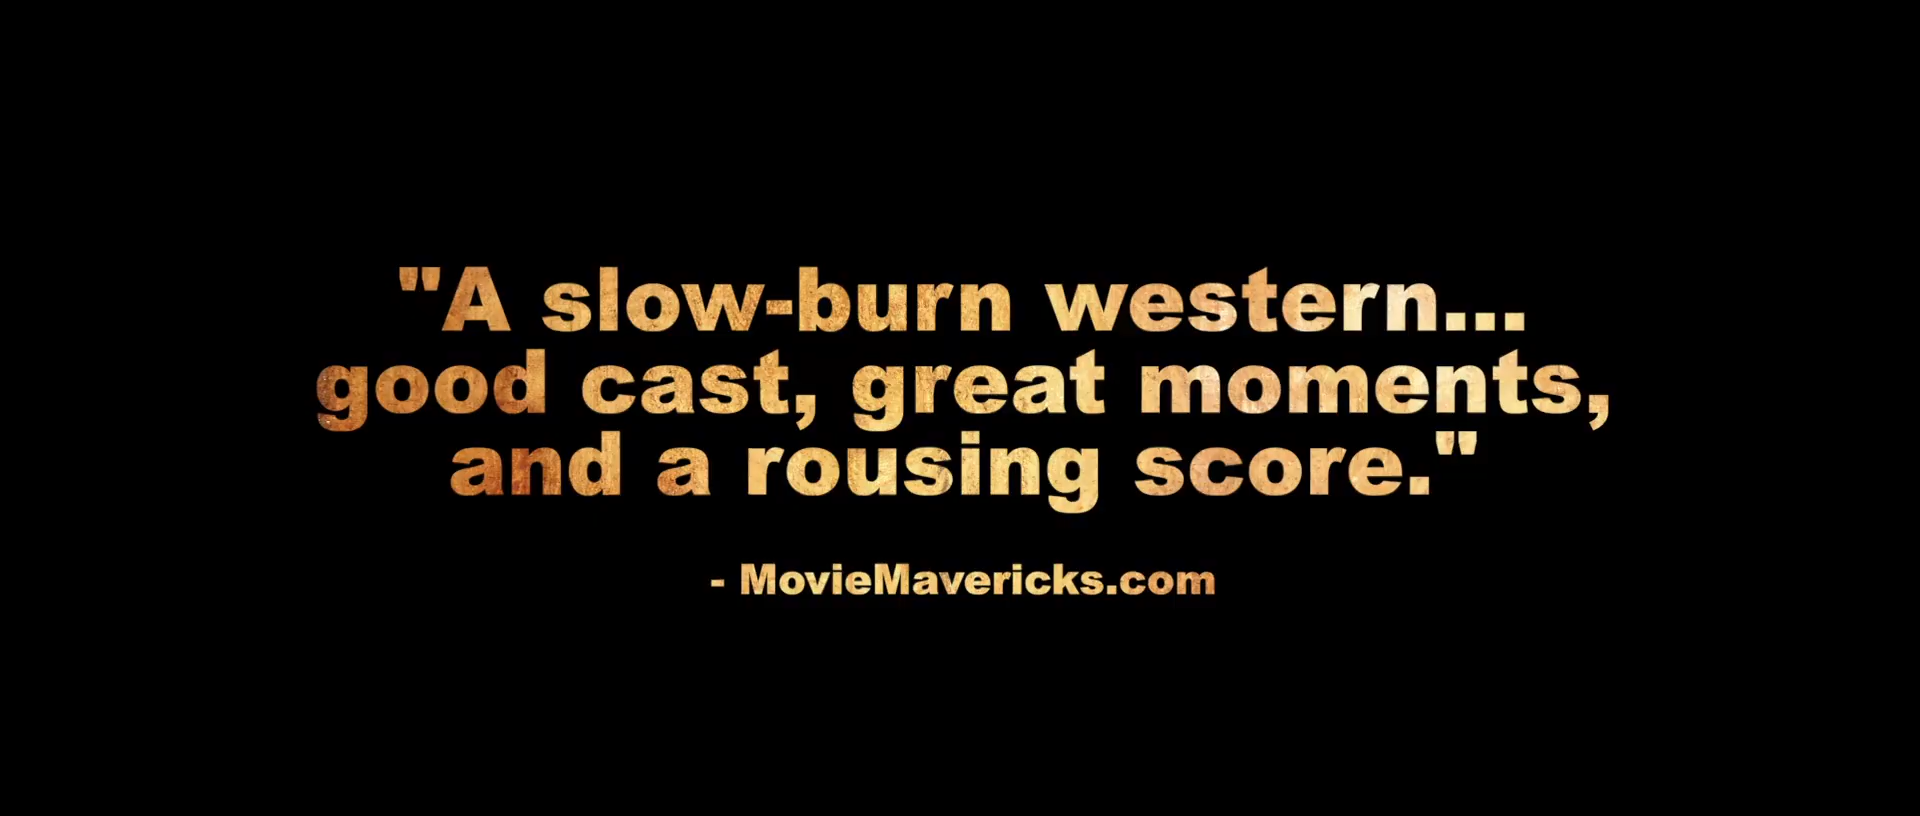 "A slow-burn western...
good cast, great moments,
and a rousing score."
- MovieMavericks.com